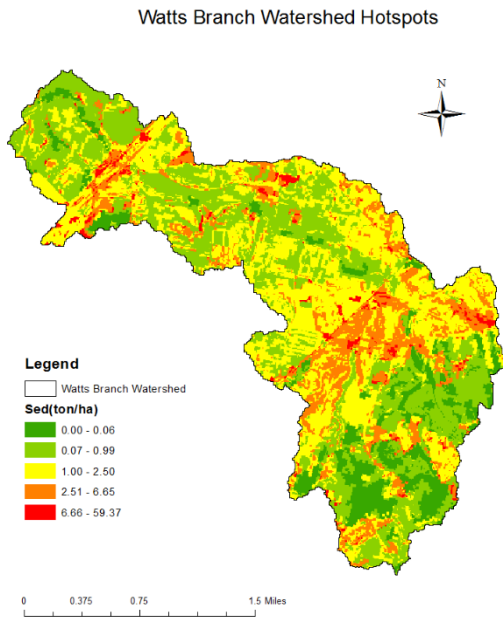 Watts Branch Watershed Hotspots
N
Legend
Watts Branch Watershed
Sed(ton/ha)
0.00 - 0.06
0.07 - 0.99
1.00 - 2.50
2.51 - 6.65
6.66 - 59.37
0 0.375 0.75 1.5 Miles